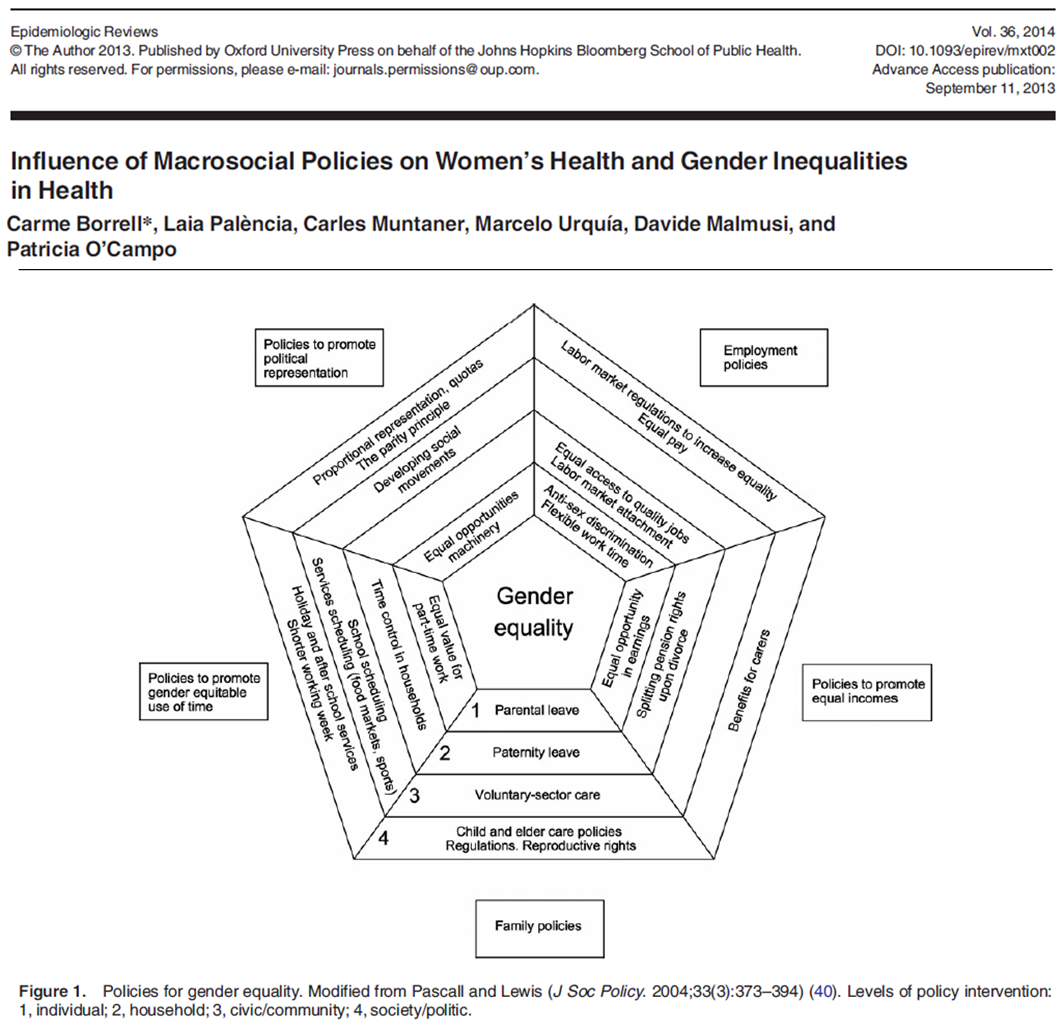 Epidemiologic Reviews
© The Author 2013. Published by Oxford University Press on behalf of the Johns Hopkins Bloomberg School of Public Health.
All rights reserved. For permissions, please e-mail: journals.permissions@oup.com.
Vol. 36, 2014
DOI: 10.1093/epirev/mxt002
Advance Access publication:
September 11, 2013
Influence of Macrosocial Policies on Women’s Health and Gender Inequalities
in Health
Carme Borrell*, Laia Palència, Carles Muntaner, Marcelo Urquía, Davide Malmusi, and
Patricia O’Campo
Policies to promote
political
representation
Employment
policies
Proportional representation, quotas
The parity principle
Developing social
movements
Equal opportunities
machinery
Labor market regulations to increase equality
Equal pay
Equal access to quality jobs
Labor market attachment
Anti-sex discrimination
Flexible work time
Gender
equality
Policies to promote
gender equitable
use of time
Holiday and after school services
Shorter working week
School scheduling
Services scheduling (food markets, sports)
Time control in households
Equal value for
part-time work
Equal opportunity
in earnings
Splitting pension rights
upon divorce
Benefits for carers
Policies to promote
equal incomes
1 Parental leave
2 Paternity leave
3 Voluntary-sector care
4 Child and elder care policies
Regulations. Reproductive rights
Family policies
Figure 1. Policies for gender equality. Modified from Pascall and Lewis (J Soc Policy. 2004;33(3):373–394) (40). Levels of policy intervention:
1, individual; 2, household; 3, civic/community; 4, society/politic.